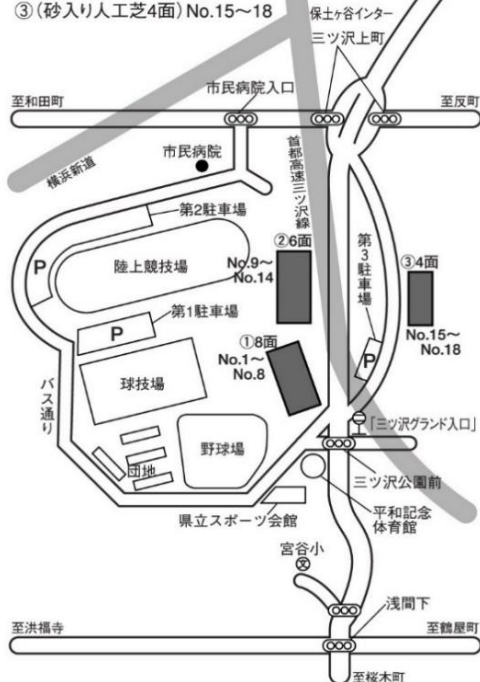 ③(砂入り人工芝4面)No.15〜18
保土ヶ谷インター
三ツ沢上町
市民病院入口
至和田町
至反町
市民病院
横浜新道
首都高速三ツ沢線
第2駐車場
P
陸上競技場
②6面
No.9〜
No.14
第3駐車場
③4面
No.15〜
No.18
第1駐車場
P
①8面
No.1〜
No.8
P
球技場
バス通り
野球場
団地
「三ツ沢グランド入口」
三ツ沢公園前
県立スポーツ会館
平和記念
体育館
宮谷小
文
浅間下
至洪福寺
至鶴屋町
至桜木町